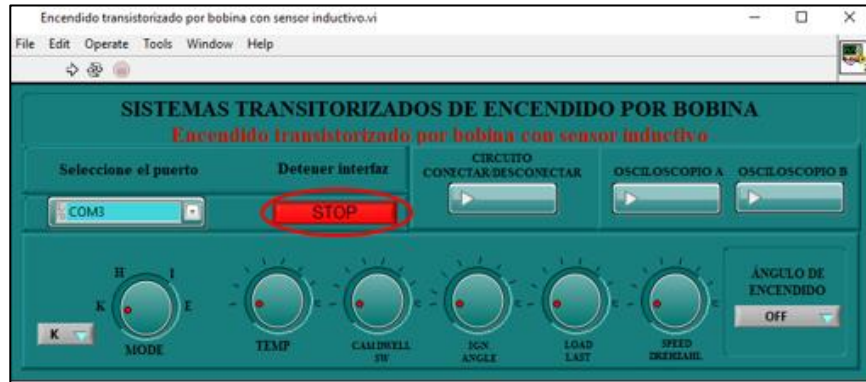 Encendido transistorizado por bobina con sensor inductivo.vi
File Edit Operate Tools Window Help
SISTEMAS TRANSITORIZADOS DE ENCENDIDO POR BOBINA
Encendido transistorizado por bobina con sensor inductivo
Seleccione el puerto
Detener interfaz
CIRCUITO
CONECTAR/DESCONECTAR
OSCILOSCOPIO A
OSCILOSCOPIO B
COM3
STOP
H I
K E
K
MODE
TEMP
CAM DWELL
SW
IGN
ANGLE
LOAD
LAST
SPEED
DREHZAHL
ÁNGULO DE
ENCENDIDO
OFF